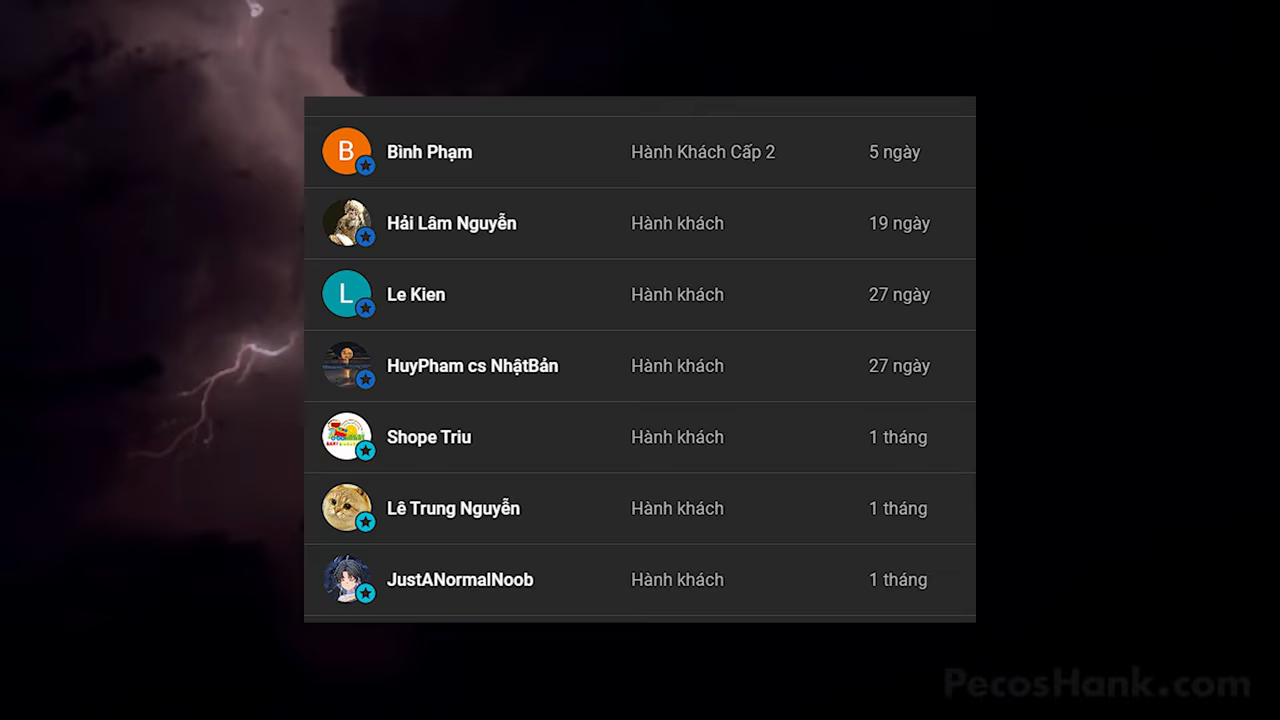 B Bình Phạm Hành Khách Cấp 2 5 ngày
Hải Lâm Nguyễn Hành khách 19 ngày
L Le Kien Hành khách 27 ngày
HuyPham cs NhậtBản Hành khách 27 ngày
Shope Triu Hành khách 1 tháng
Lê Trung Nguyễn Hành khách 1 tháng
JustANormalNoob Hành khách 1 tháng
PecosHank.com